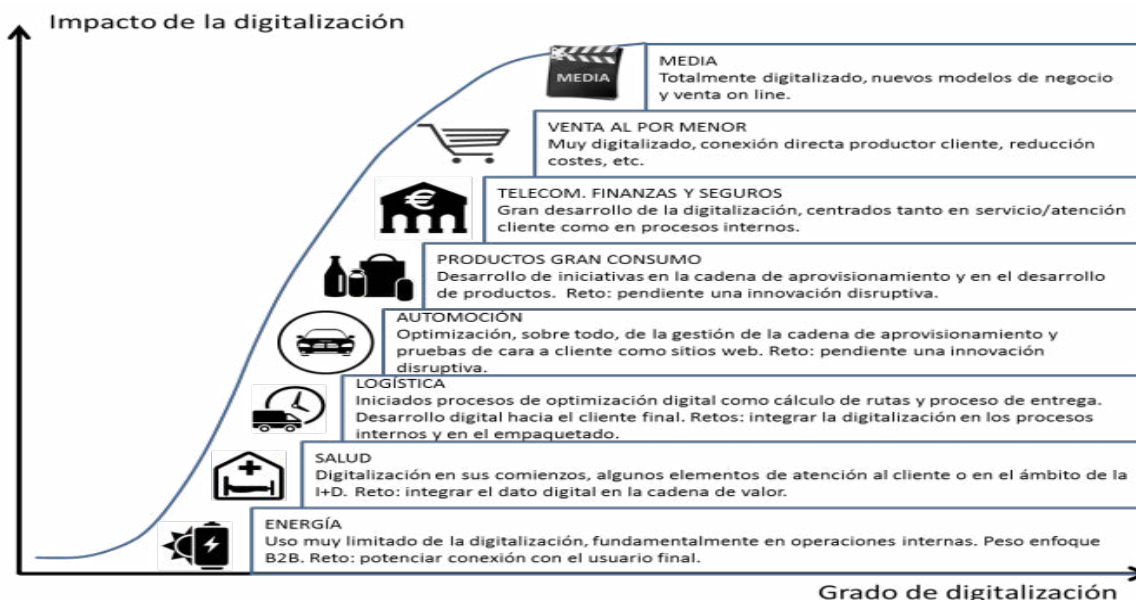 Impacto de la digitalización
MEDIA
MEDIA
Totalmente digitalizado, nuevos modelos de negocio
y venta on line.
VENTA AL POR MENOR
Muy digitalizado, conexión directa productor cliente, reducción
costes, etc.
TELECOM. FINANZAS Y SEGUROS
Gran desarrollo de la digitalización, centrados tanto en servicio/atención
cliente como en procesos internos.
PRODUCTOS GRAN CONSUMO
Desarrollo de iniciativas en la cadena de aprovisionamiento y en el desarrollo
de productos. Reto: pendiente una innovación disruptiva.
AUTOMOCIÓN
Optimización, sobre todo, de la gestión de la cadena de aprovisionamiento y
pruebas de cara a cliente como sitios web. Reto: pendiente una innovación
disruptiva.
LOGÍSTICA
Iniciados procesos de optimización digital como cálculo de rutas y proceso de entrega.
Desarrollo digital hacia el cliente final. Retos: integrar la digitalización en los procesos
internos y en el empaquetado.
SALUD
Digitalización en sus comienzos, algunos elementos de atención al cliente o en el ámbito de la
I+D. Reto: integrar el dato digital en la cadena de valor.
ENERGÍA
Uso muy limitado de la digitalización, fundamentalmente en operaciones internas. Peso enfoque
B2B. Reto: potenciar conexión con el usuario final.
Grado de digitalización